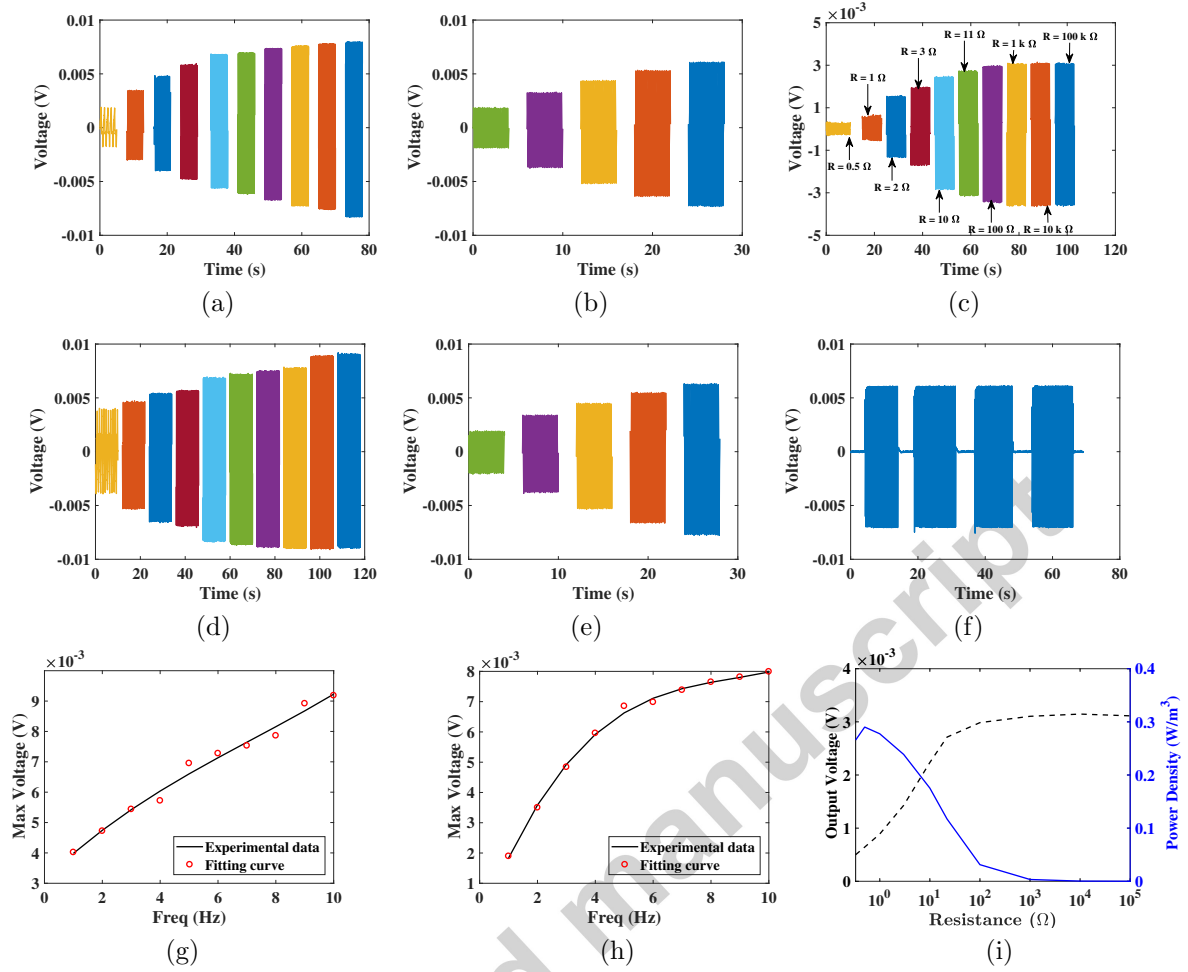 0.01
0.005
0
-0.005
-0.01
Voltage (V)
0 20 40 60 80
Time (s)
(a)
0.01
0.005
0
-0.005
-0.01
Voltage (V)
0 10 20 30
Time (s)
(b)
×10⁻³
5
3
1
-1
-3
-5
Voltage (V)
R = 0.5 Ω
R = 1 Ω
R = 2 Ω
R = 3 Ω
R = 10 Ω
R = 11 Ω
R = 100 Ω , R = 10 k Ω
R = 1 k Ω
R = 100 k Ω
0 20 40 60 80 100 120
Time (s)
(c)
0.01
0.005
0
-0.005
-0.01
Voltage (V)
0 20 40 60 80 100 120
Time (s)
(d)
0.01
0.005
0
-0.005
-0.01
Voltage (V)
0 10 20 30
Time (s)
(e)
0.01
0.005
0
-0.005
-0.01
Voltage (V)
0 20 40 60 80
Time (s)
(f)
×10⁻³
9
8
7
6
5
4
3
Max Voltage (V)
Experimental data
Fitting curve
0 2 4 6 8 10
Freq (Hz)
(g)
×10⁻³
8
7
6
5
4
3
2
1
Max Voltage (V)
Experimental data
Fitting curve
0 2 4 6 8 10
Freq (Hz)
(h)
×10⁻³
4
3
2
1
0
Output Voltage (V)
0.4
0.3
0.2
0.1
0
Power Density (W/m³)
10⁰ 10¹ 10² 10³ 10⁴ 10⁵
Resistance (Ω)
(i)
d manuscript